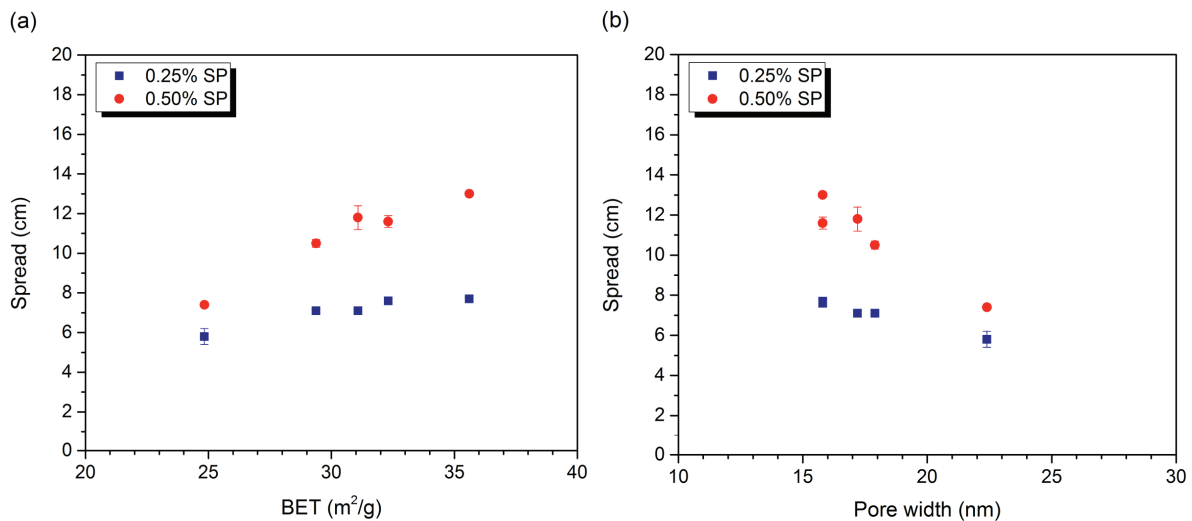 (a)
20
18
16
14
12
10
8
6
4
2
0
Spread (cm)
0.25% SP
0.50% SP
20 25 30 35 40
BET (m²/g)
(b)
20
18
16
14
12
10
8
6
4
2
0
Spread (cm)
0.25% SP
0.50% SP
10 15 20 25 30
Pore width (nm)